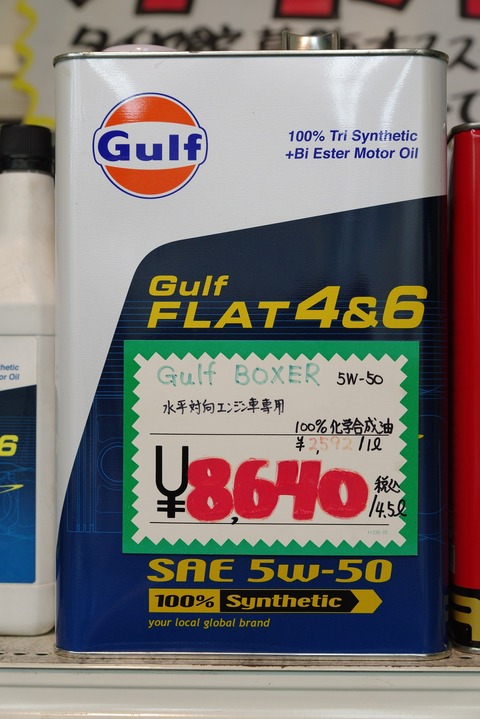 Gulf
100% Tri Synthetic
+Bi Ester Motor Oil
Gulf
FLAT 4&6
Gulf BOXER 5W-50
水平対向エンジン車専用
100%化学合成油
¥2,592/1ℓ
¥8,640 税込/4.5ℓ
SAE 5W-50
100% Synthetic
your local global brand